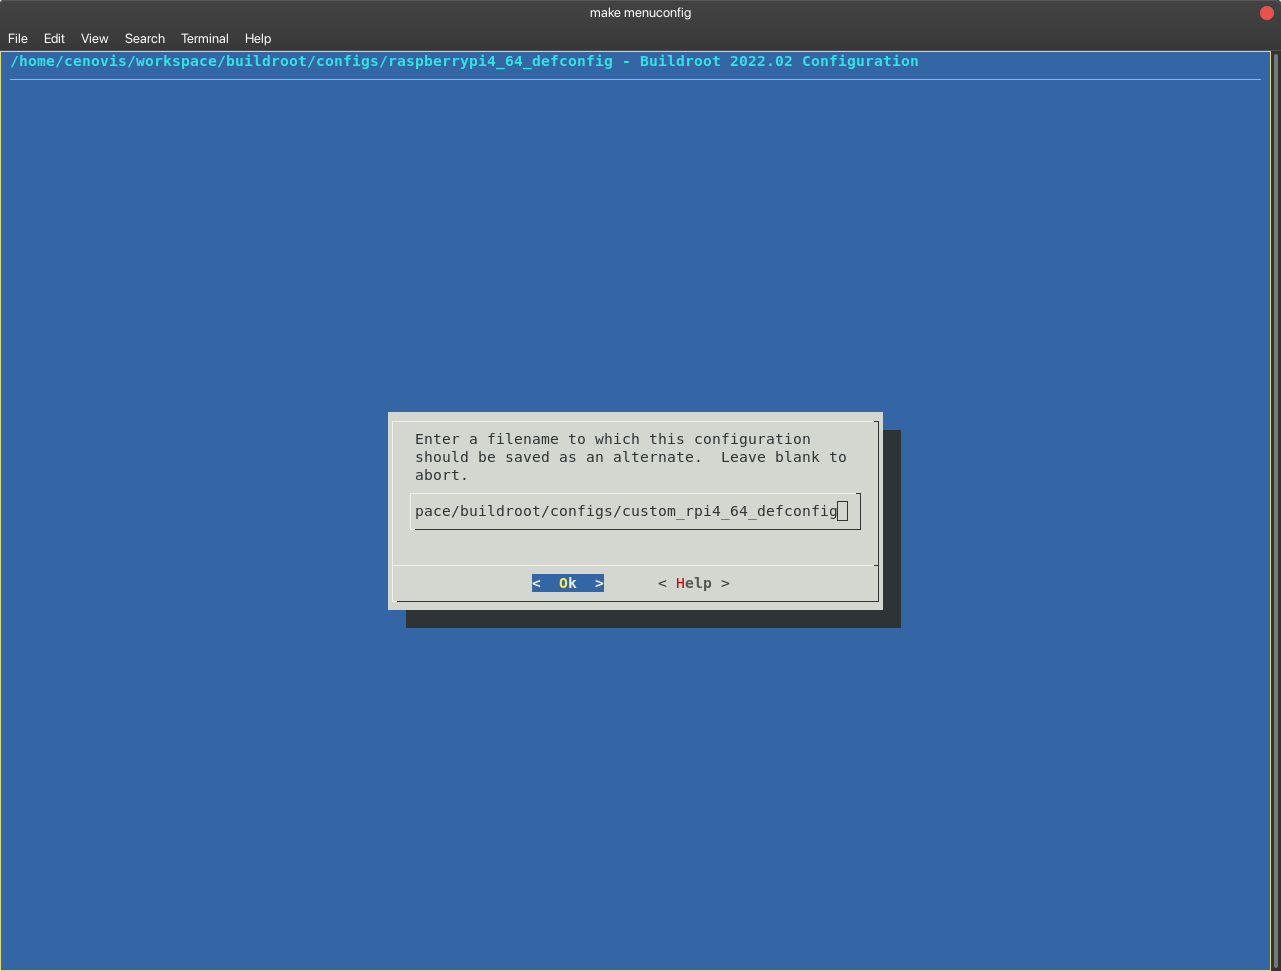 make menuconfig
File Edit View Search Terminal Help
/home/cenovis/workspace/buildroot/configs/raspberrypi4_64_defconfig - Buildroot 2022.02 Configuration
Enter a filename to which this configuration
should be saved as an alternate.  Leave blank to
abort.
pace/buildroot/configs/custom_rpi4_64_defconfig
<  Ok  > < Help >